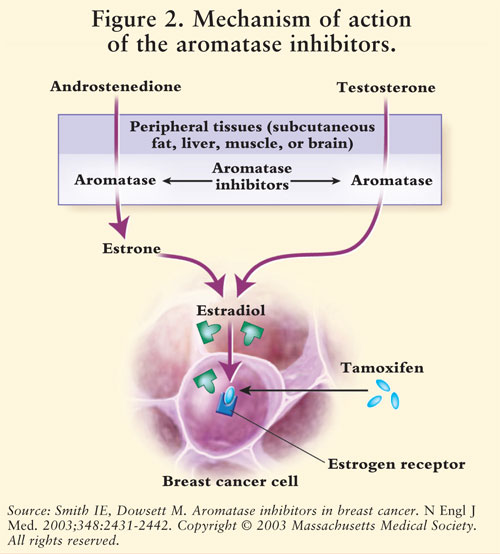 Figure 2. Mechanism of action
of the aromatase inhibitors.
Androstenedione
Testosterone
Peripheral tissues (subcutaneous
fat, liver, muscle, or brain)
Aromatase
Aromatase
inhibitors
Aromatase
Estrone
Estradiol
Tamoxifen
Estrogen receptor
Breast cancer cell
Source: Smith IE, Dowsett M. Aromatase inhibitors in breast cancer. N Engl J
Med. 2003;348:2431-2442. Copyright © 2003 Massachusetts Medical Society.
All rights reserved.